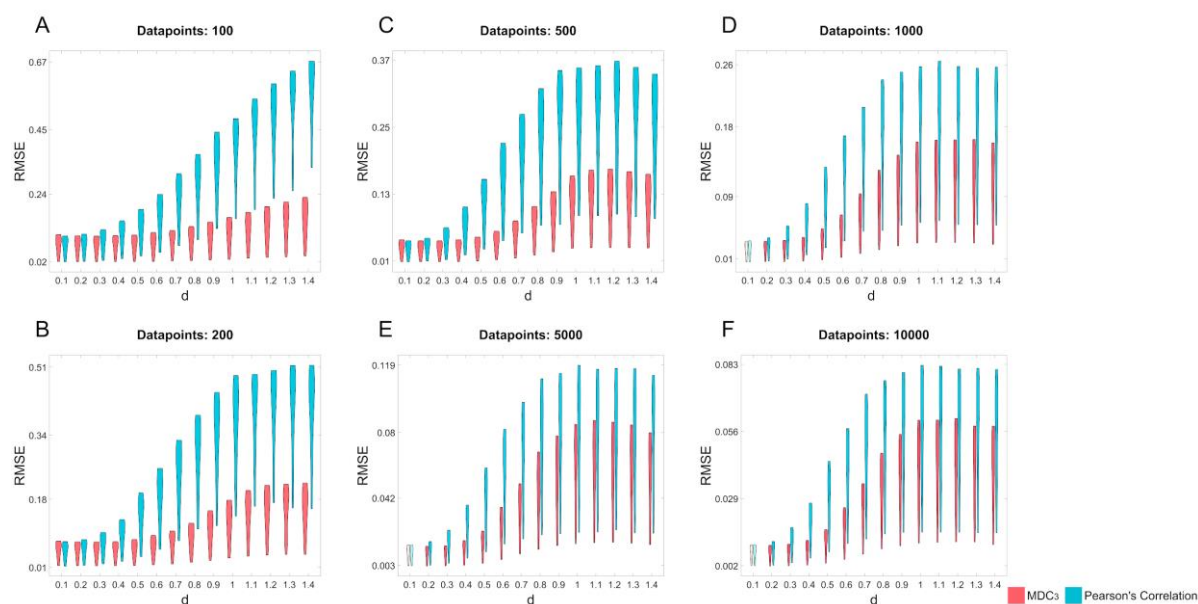 A
Datapoints: 100
RMSE
0.67
0.45
0.24
0.02
0.1 0.2 0.3 0.4 0.5 0.6 0.7 0.8 0.9 1 1.1 1.2 1.3 1.4
d
C
Datapoints: 500
RMSE
0.37
0.25
0.13
0.01
0.1 0.2 0.3 0.4 0.5 0.6 0.7 0.8 0.9 1 1.1 1.2 1.3 1.4
d
D
Datapoints: 1000
RMSE
0.26
0.18
0.09
0.01
0.1 0.2 0.3 0.4 0.5 0.6 0.7 0.8 0.9 1 1.1 1.2 1.3 1.4
d
B
Datapoints: 200
RMSE
0.51
0.34
0.18
0.01
0.1 0.2 0.3 0.4 0.5 0.6 0.7 0.8 0.9 1 1.1 1.2 1.3 1.4
d
E
Datapoints: 5000
RMSE
0.119
0.08
0.042
0.003
0.1 0.2 0.3 0.4 0.5 0.6 0.7 0.8 0.9 1 1.1 1.2 1.3 1.4
d
F
Datapoints: 10000
RMSE
0.083
0.056
0.029
0.002
0.1 0.2 0.3 0.4 0.5 0.6 0.7 0.8 0.9 1 1.1 1.2 1.3 1.4
d
MDC₃ Pearson's Correlation